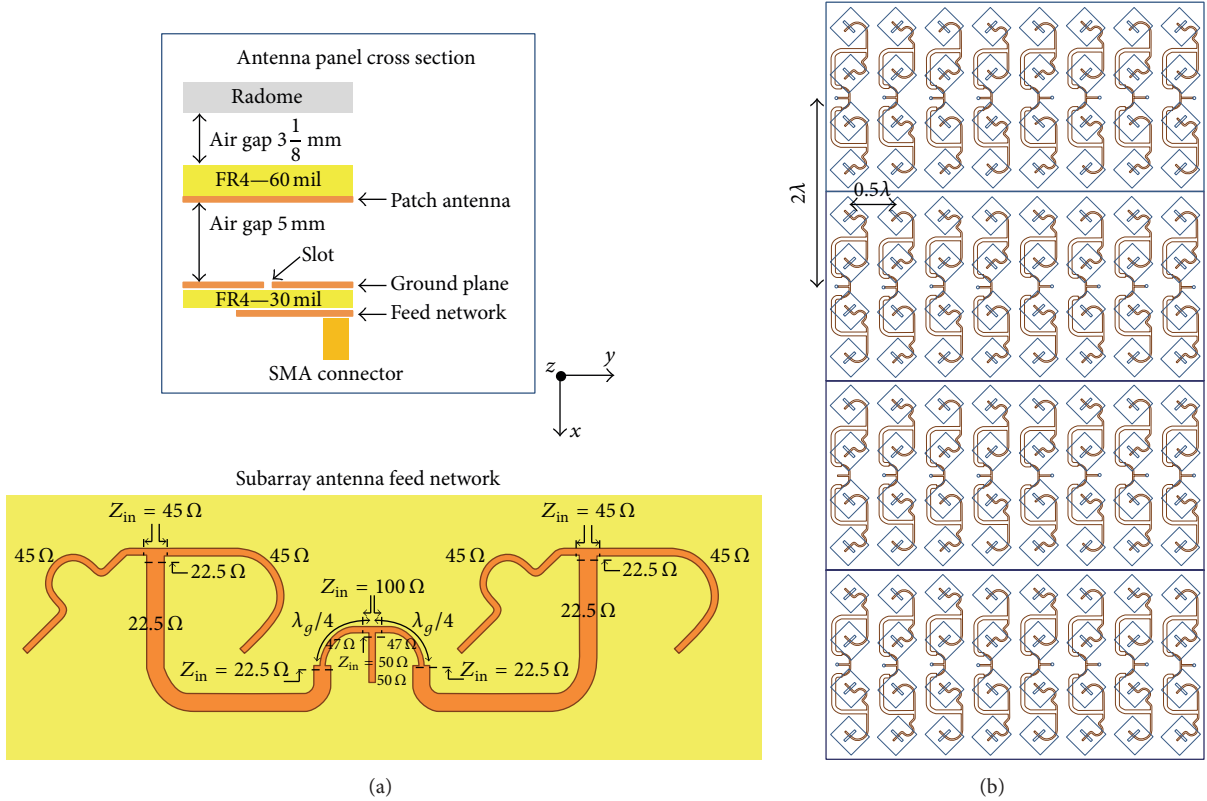 Antenna panel cross section
Radome
Air gap 3 1/8 mm
FR4—60 mil
Patch antenna
Air gap 5 mm
Slot
Ground plane
FR4—30 mil
Feed network
SMA connector
z
y
x
Subarray antenna feed network
Z_in = 45 Ω
Z_in = 45 Ω
45 Ω
45 Ω
45 Ω
45 Ω
22.5 Ω
22.5 Ω
Z_in = 100 Ω
22.5 Ω
22.5 Ω
λ_g/4
λ_g/4
47 Ω
47 Ω
Z_in = 50 Ω
50 Ω
Z_in = 22.5 Ω
Z_in = 22.5 Ω
(a)
2λ
0.5λ
(b)